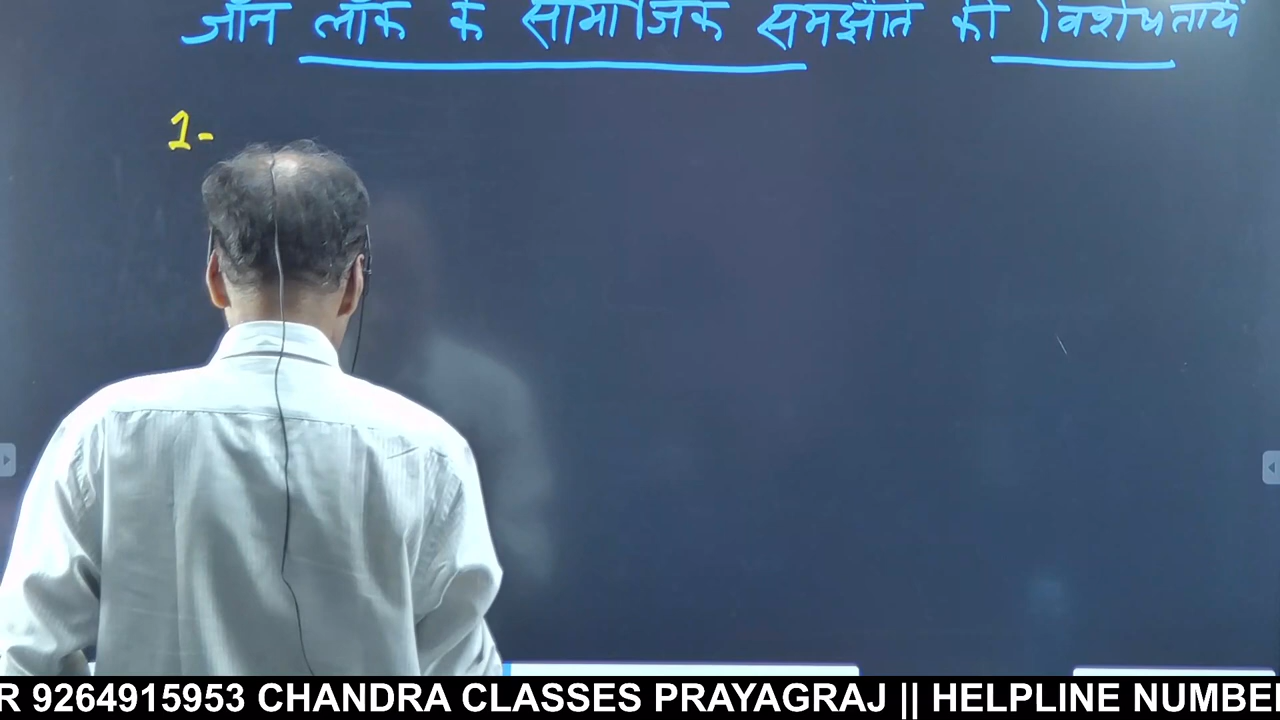 जॉन लॉक के सामाजिक समझौते की विशेषतायें
1-
R 9264915953 CHANDRA CLASSES PRAYAGRAJ || HELPLINE NUMBE